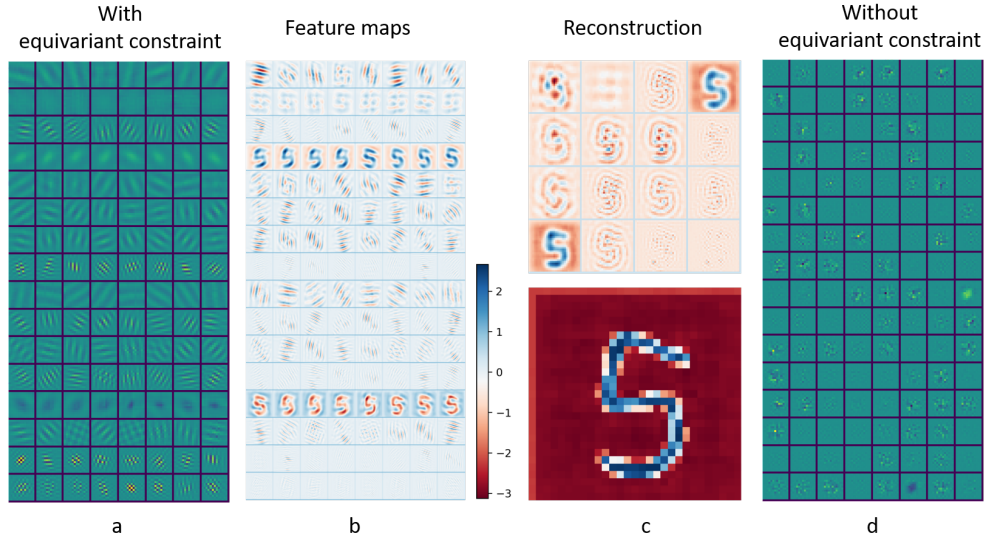 With
equivariant constraint
Feature maps
Reconstruction
Without
equivariant constraint
2
1
0
−1
−2
−3
a
b
c
d